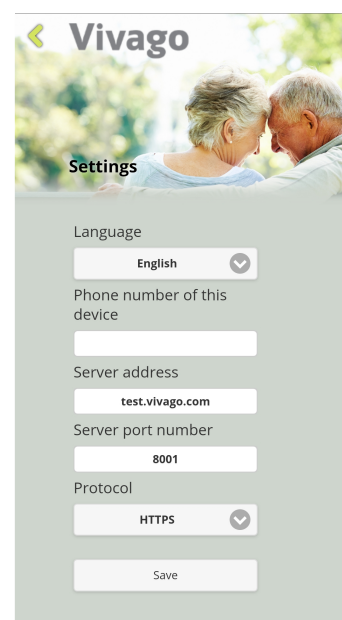 Vivago
Settings
Language
English
Phone number of this
device
Server address
test.vivago.com
Server port number
8001
Protocol
HTTPS
Save